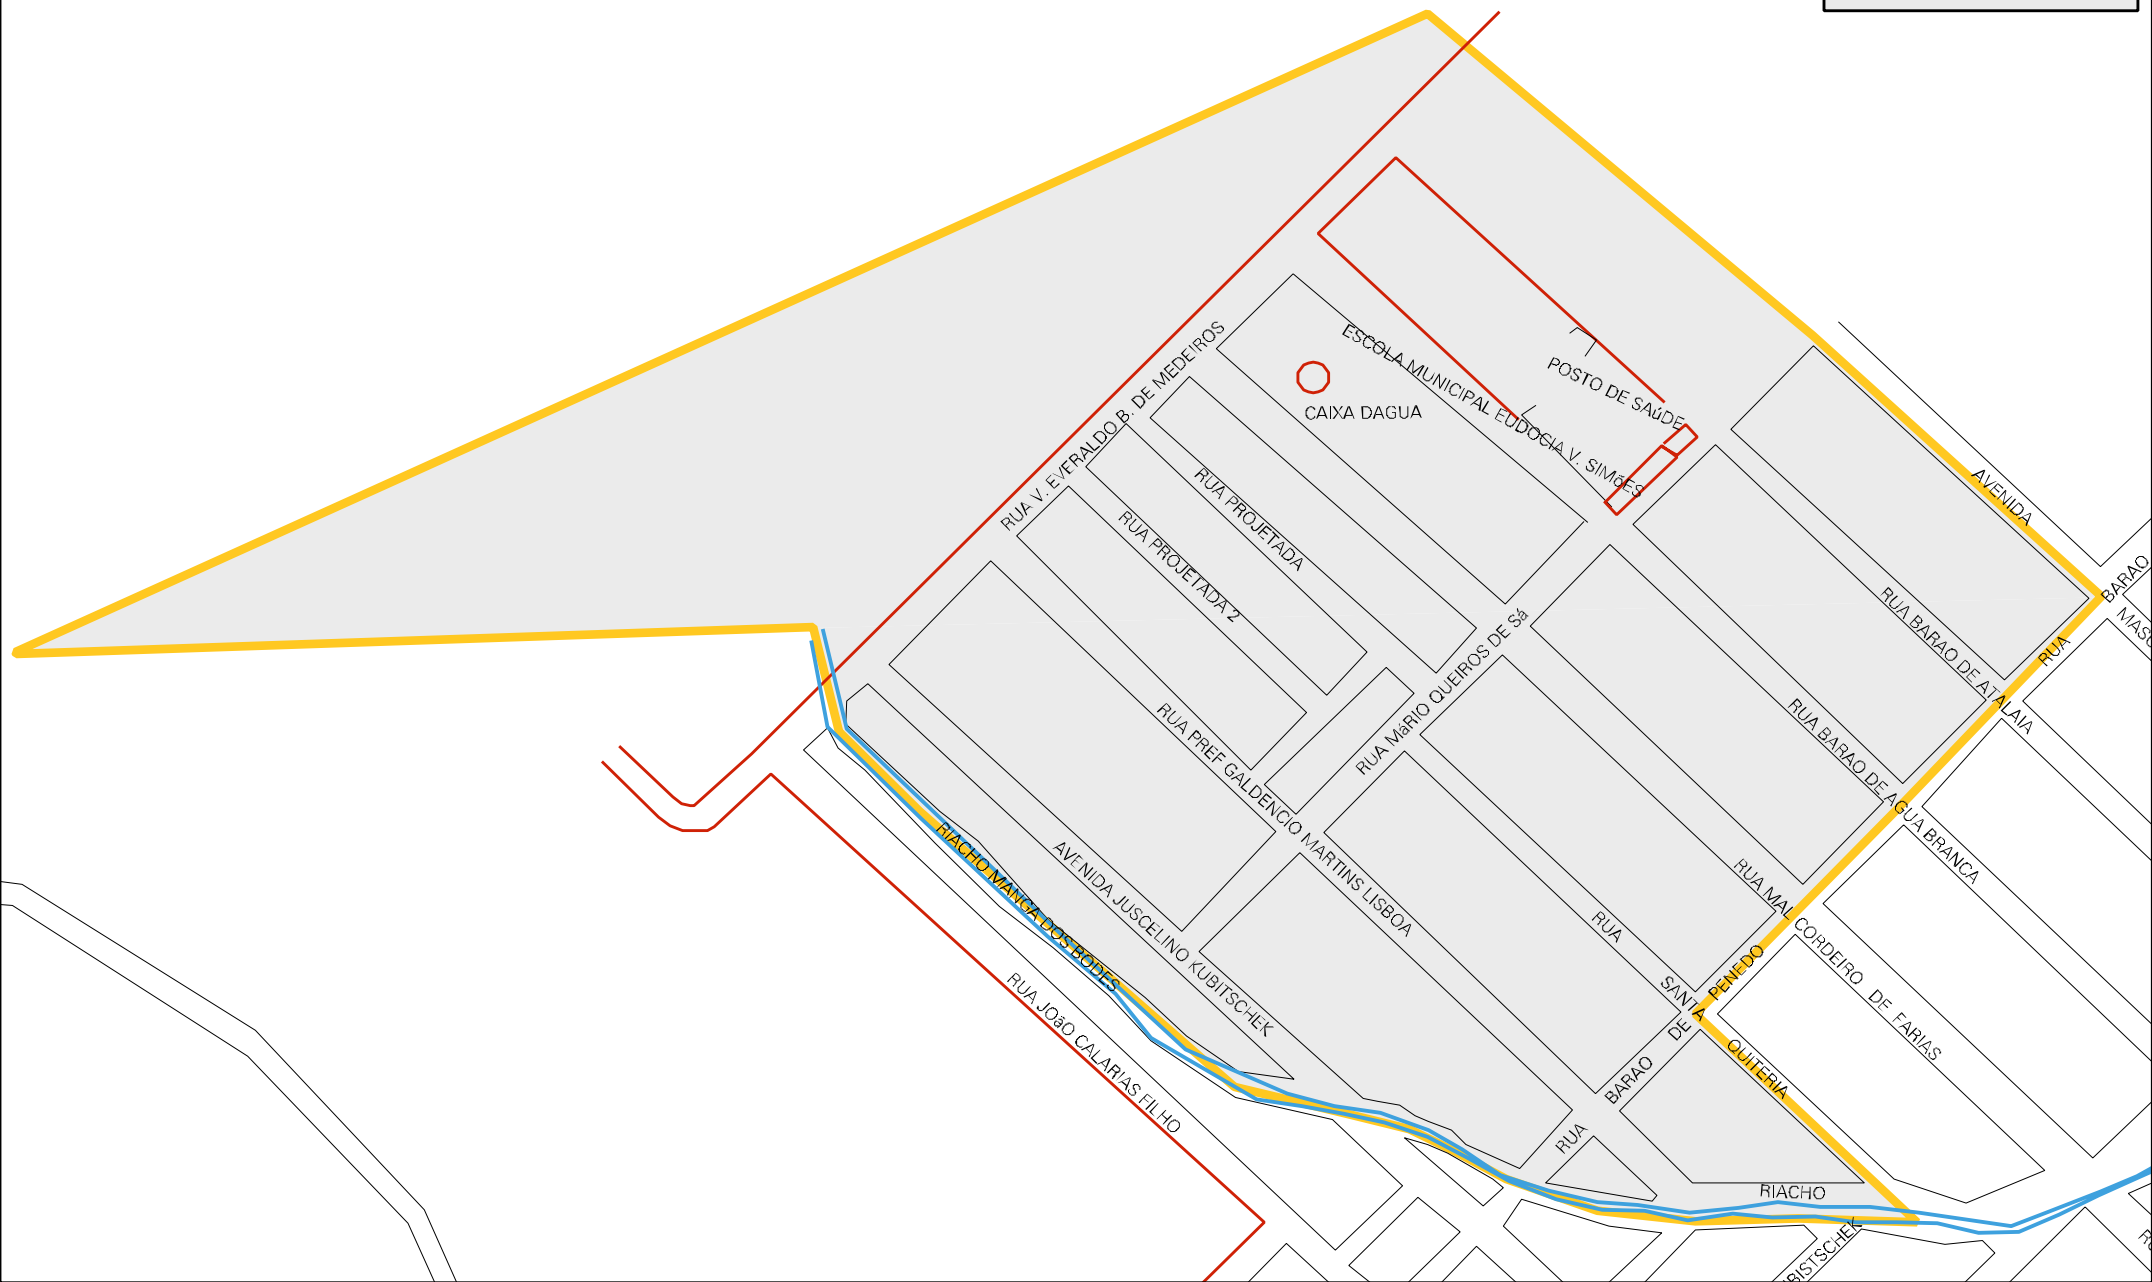 ESCOLA MUNICIPAL EUDOCIA V. SIMõES
POSTO DE SAúDE
CAIXA DAGUA
RUA V. EVERALDO B. DE MEDEIROS
RUA PROJETADA
RUA PROJETADA 2
AVENIDA
BARAO
RUA BARAO DE ATALAIA
RUA
RUA MáRIO QUEIROS DE Sá
RUA BARAO DE AGUA BRANCA
RUA PREF GALDENCIO MARTINS LISBOA
RIACHO MANGA DOS BODES
AVENIDA JUSCELINO KUBITSCHEK
RUA MAL CORDEIRO DE FARIAS
RUA
SANTA
QUITERIA
PENEDO
DE
BARAO
RUA
RUA JOãO CALARIAS FILHO
RIACHO